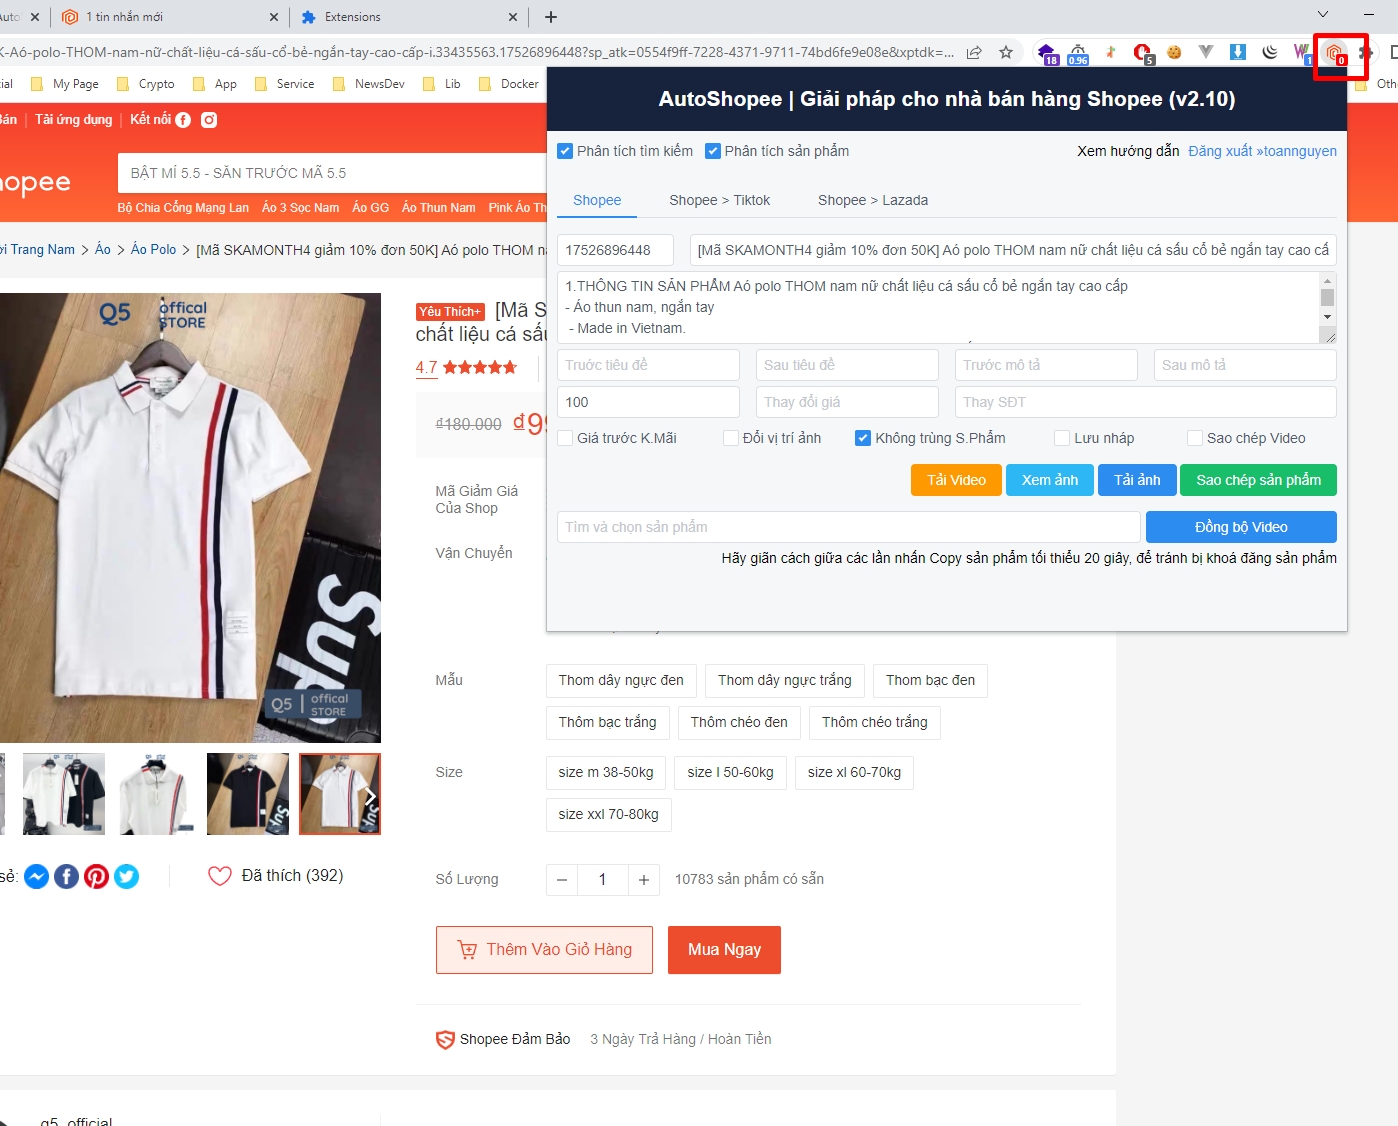 Auto
1 tin nhắn mới
Extensions
K-Aó-polo-THOM-nam-nữ-chất-liệu-cá-sấu-cổ-bẻ-ngắn-tay-cao-cấp-i.33435563.17526896448?sp_atk=0554f9ff-7228-4371-9711-74bd6fe9e08e&xptdk=...
18
0.96
5
1
0
ial
My Page
Crypto
App
Service
NewsDev
Lib
Docker
Othe
AutoShopee | Giải pháp cho nhà bán hàng Shopee (v2.10)
Bán
Tải ứng dụng
Kết nối
Phân tích tìm kiếm
Phân tích sản phẩm
Xem hướng dẫn
Đăng xuất »toannguyen
hopee
BẬT MÍ 5.5 - SĂN TRƯỚC MÃ 5.5
Bộ Chia Cổng Mạng Lan
Áo 3 Sọc Nam
Áo GG
Áo Thun Nam
Pink Áo Th
Shopee
Shopee > Tiktok
Shopee > Lazada
ời Trang Nam > Áo > Áo Polo > [Mã SKAMONTH4 giảm 10% đơn 50K] Aó polo THOM na
17526896448
[Mã SKAMONTH4 giảm 10% đơn 50K] Aó polo THOM nam nữ chất liệu cá sấu cổ bẻ ngắn tay cao cấ
1.THÔNG TIN SẢN PHẨM Aó polo THOM nam nữ chất liệu cá sấu cổ bẻ ngắn tay cao cấp
- Áo thun nam, ngắn tay
- Made in Vietnam.
Trước tiêu đề
Sau tiêu đề
Trước mô tả
Sau mô tả
100
Thay đổi giá
Thay SĐT
Giá trước K.Mãi
Đổi vị trí ảnh
Không trùng S.Phẩm
Lưu nháp
Sao chép Video
Tải Video
Xem ảnh
Tải ảnh
Sao chép sản phẩm
Tìm và chọn sản phẩm
Đồng bộ Video
Hãy giãn cách giữa các lần nhấn Copy sản phẩm tối thiểu 20 giây, để tránh bị khoá đăng sản phẩm
Q5
offical
STORE
Sup
Q5
offical
STORE
Yêu Thích+
[Mã S
chất liệu cá sấu
4.7
₫180.000
₫99
Mã Giảm Giá
Của Shop
Vận Chuyển
Mẫu
Thom dây ngực đen
Thom dây ngực trắng
Thom bạc đen
Thôm bạc trắng
Thôm chéo đen
Thôm chéo trắng
Size
size m 38-50kg
size l 50-60kg
size xl 60-70kg
size xxl 70-80kg
sẻ:
Đã thích (392)
Số Lượng
1
10783 sản phẩm có sẵn
Thêm Vào Giỏ Hàng
Mua Ngay
Shopee Đảm Bảo
3 Ngày Trả Hàng / Hoàn Tiền
q5_official